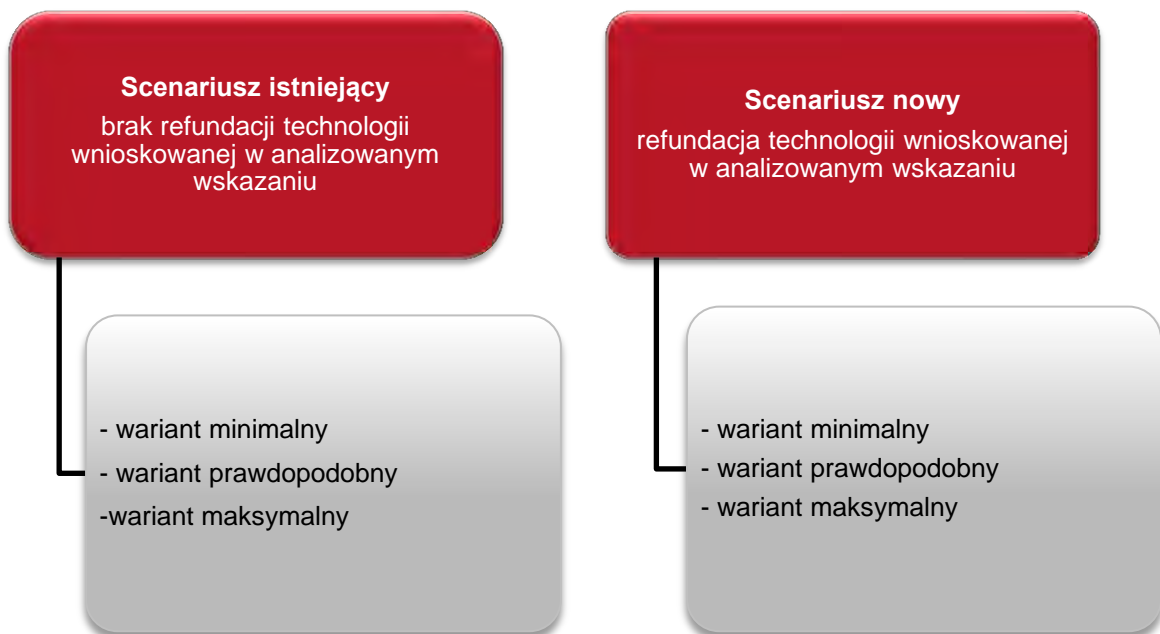 Scenariusz istniejący
brak refundacji technologii
wnioskowanej w analizowanym
wskazaniu
- wariant minimalny
- wariant prawdopodobny
-wariant maksymalny
Scenariusz nowy
refundacja technologii wnioskowanej
w analizowanym wskazaniu
- wariant minimalny
- wariant prawdopodobny
- wariant maksymalny